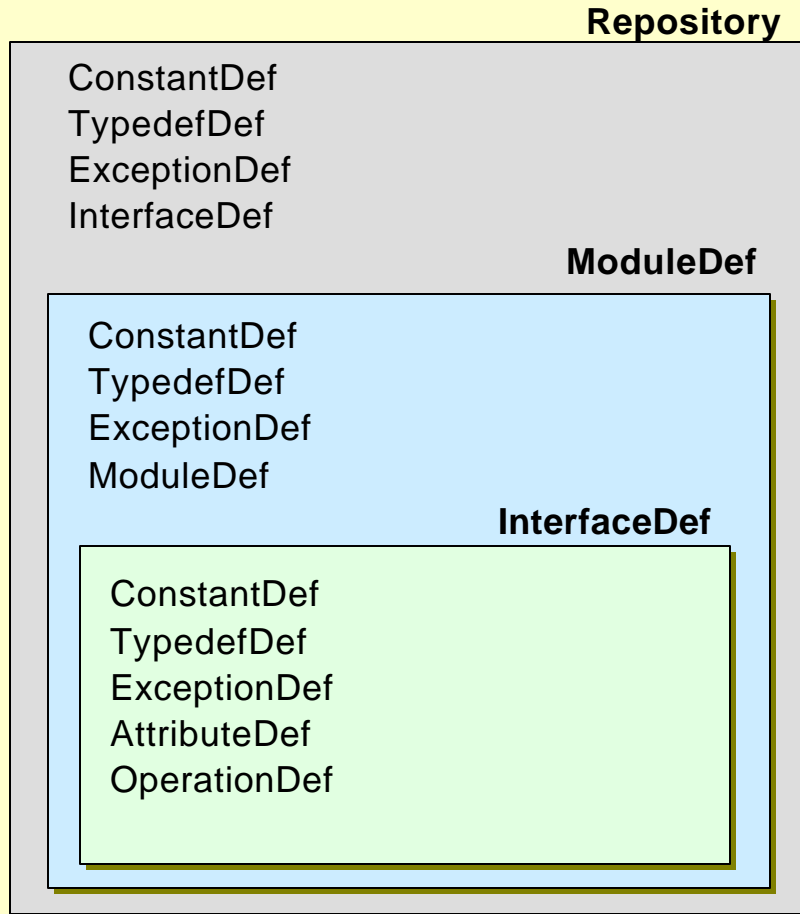 Repository
ConstantDef
TypedefDef
ExceptionDef
InterfaceDef
ModuleDef
ConstantDef
TypedefDef
ExceptionDef
ModuleDef
InterfaceDef
ConstantDef
TypedefDef
ExceptionDef
AttributeDef
OperationDef